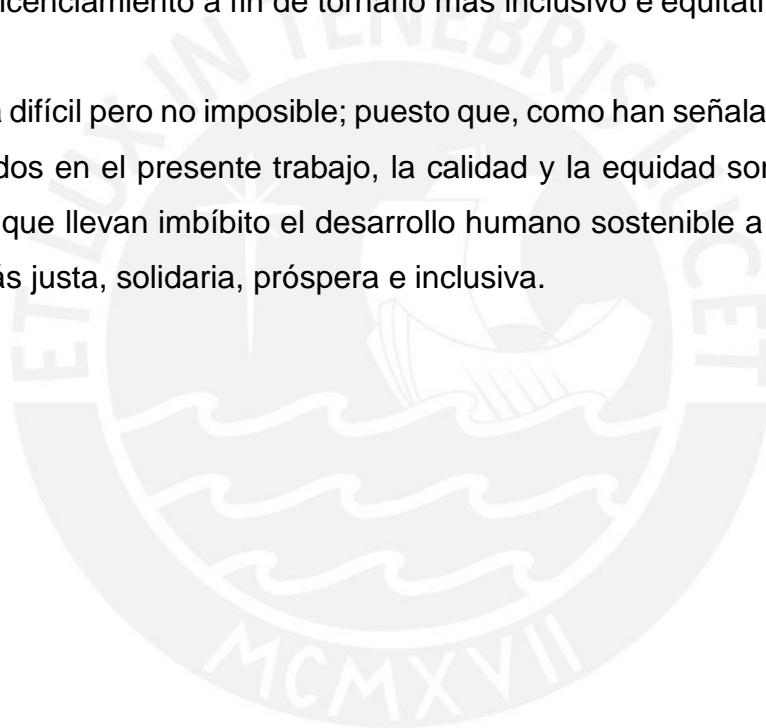 icenciamiento a fin de tornarlo más inclusivo e equitati
difícil pero no imposible; puesto que, como han señala
dos en el presente trabajo, la calidad y la equidad son
que llevan imbíbito el desarrollo humano sostenible a
ás justa, solidaria, próspera e inclusiva.
ET LUX IN TENEBRIS LUCET
MCMXVII